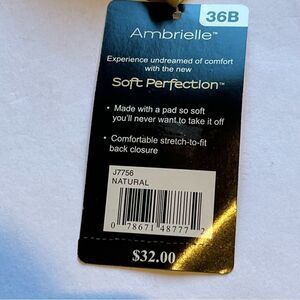 36B
Ambrielle™
Experience undreamed of comfort
with the new
Soft Perfection™
• Made with a pad so soft
you'll never want to take it off
• Comfortable stretch-to-fit
back closure
J7756
NATURAL
0 78671 48777 2
$32.00